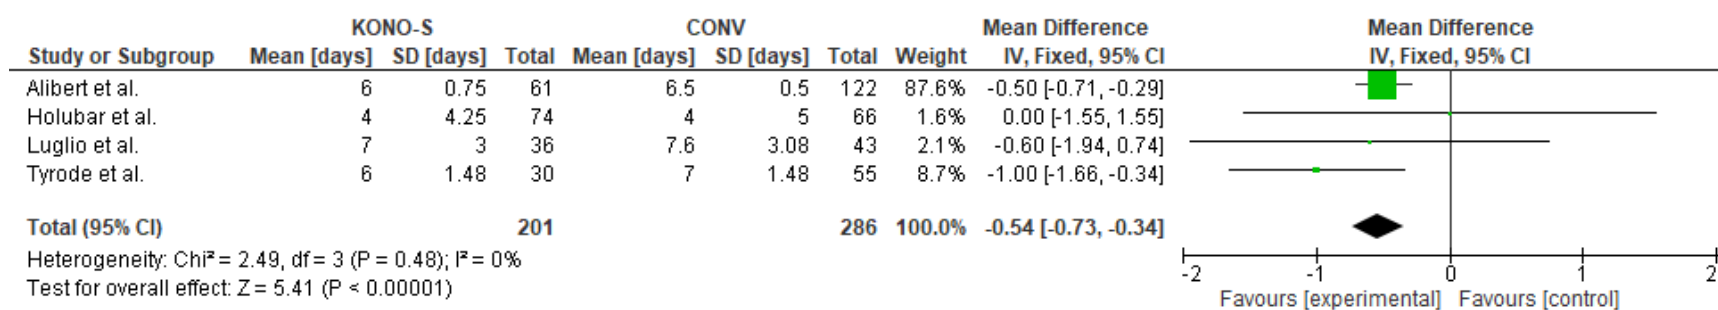 KONO-S CONV Mean Difference Mean Difference
Study or Subgroup Mean [days] SD [days] Total Mean [days] SD [days] Total Weight IV, Fixed, 95% CI IV, Fixed, 95% CI
Alibert et al. 6 0.75 61 6.5 0.5 122 87.6% -0.50 [-0.71, -0.29]
Holubar et al. 4 4.25 74 4 5 66 1.6% 0.00 [-1.55, 1.55]
Luglio et al. 7 3 36 7.6 3.08 43 2.1% -0.60 [-1.94, 0.74]
Tyrode et al. 6 1.48 30 7 1.48 55 8.7% -1.00 [-1.66, -0.34]
Total (95% CI) 201 286 100.0% -0.54 [-0.73, -0.34]
Heterogeneity: Chi² = 2.49, df = 3 (P = 0.48); I² = 0%
Test for overall effect: Z = 5.41 (P < 0.00001)
-2 -1 0 1 2
Favours [experimental] Favours [control]